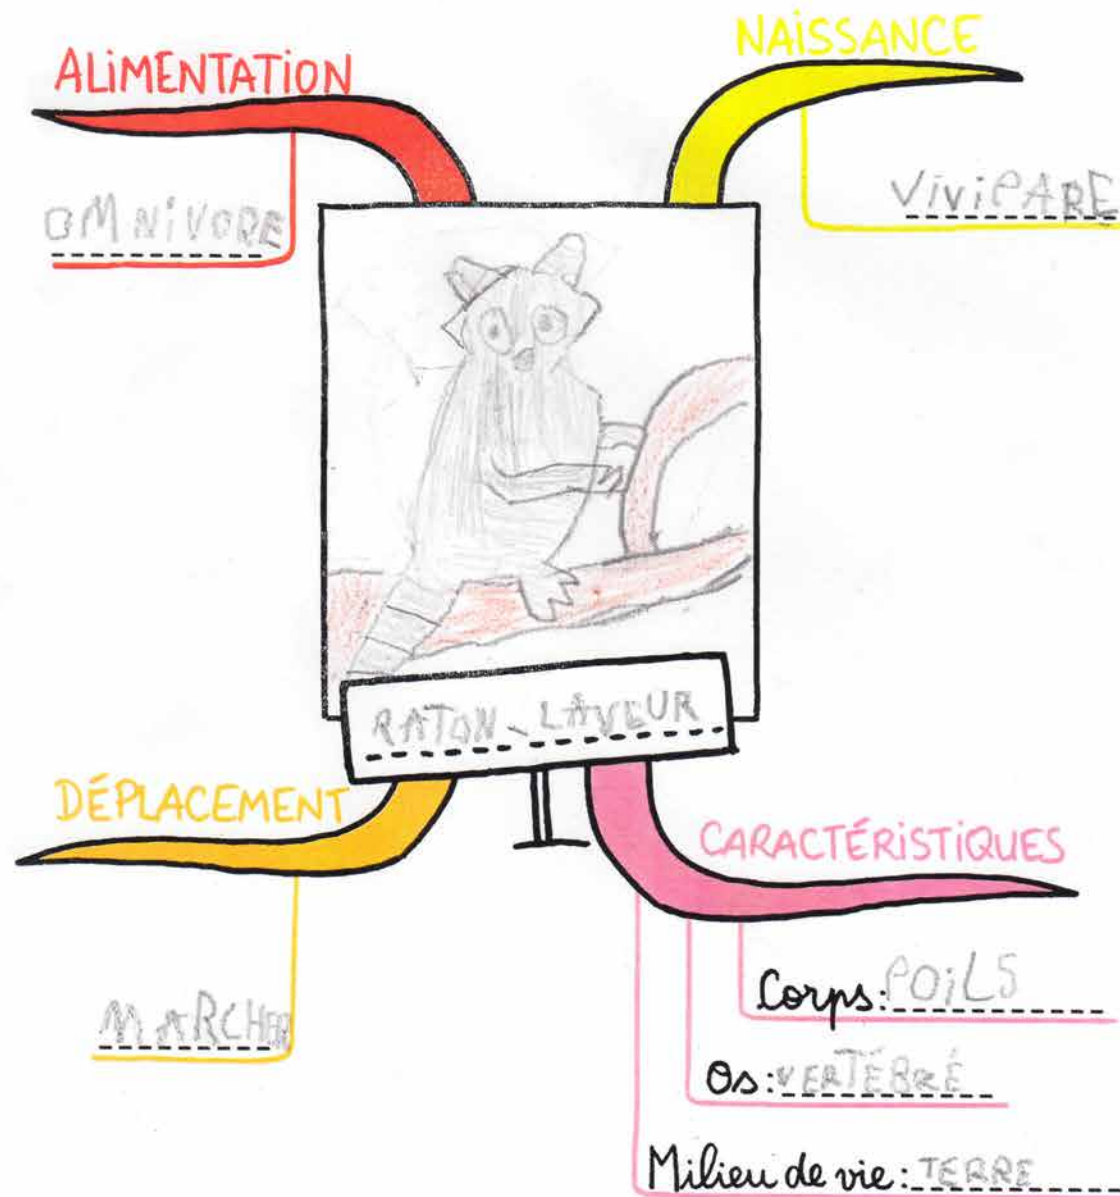 ALiMENTATION
OMNiVORE
NAiSSANCE
ViViPARE
RATON-LAVEUR
DÉPLACEMENT
MARCHER
CARACTÉRiSTiQUES
Corps: POiLS
Os: VERTÉBRÉ
Milieu de vie: TERRE